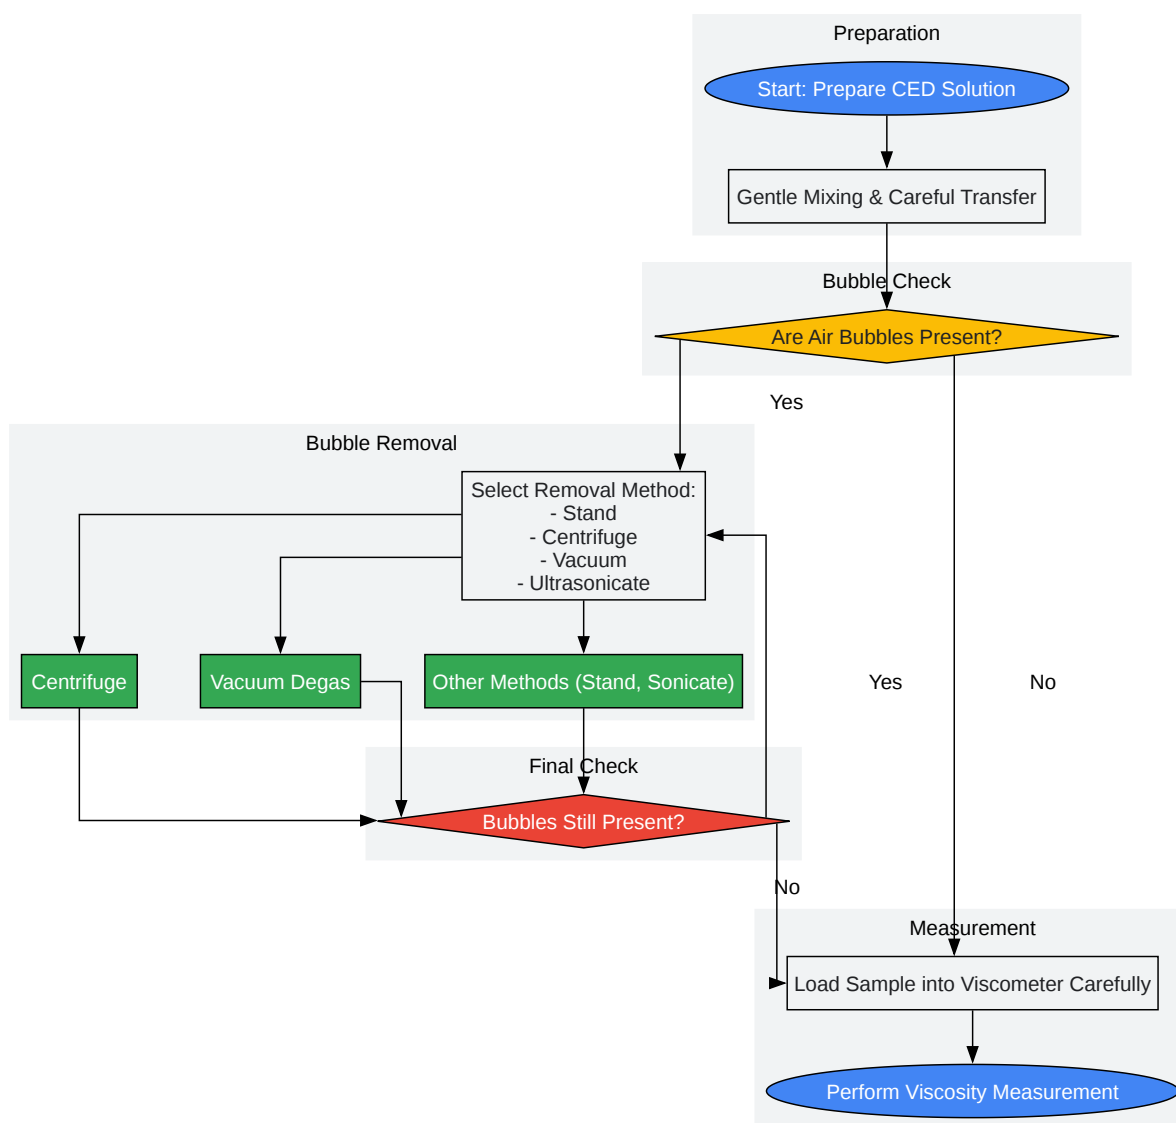 Preparation
Start: Prepare CED Solution
Gentle Mixing & Careful Transfer
Bubble Check
Are Air Bubbles Present?
Yes
Bubble Removal
Select Removal Method:
- Stand
- Centrifuge
- Vacuum
- Ultrasonicate
Centrifuge
Vacuum Degas
Other Methods (Stand, Sonicate)
Yes
No
Final Check
Bubbles Still Present?
No
Measurement
Load Sample into Viscometer Carefully
Perform Viscosity Measurement